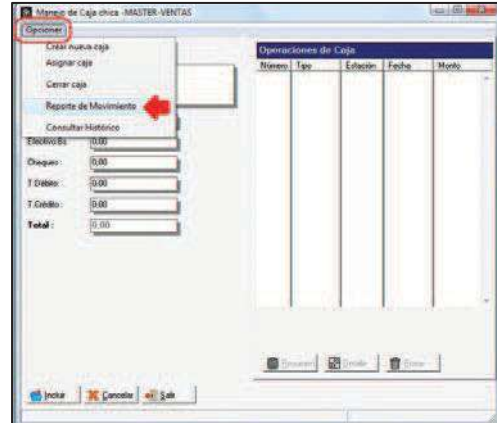 Manejo de Caja chica -MASTER-VENTAS
Opciones
Crear nueva caja
Asignar caja
Cerrar caja
Reporte de Movimiento
Consultar Histórico
Efectivo Bs 0,00
Cheques: 0,00
T.Débito: 0,00
T.Crédito: 0,00
Total : 0,00
Operaciones de Caja
Número Tipo Estación Fecha Monto
Detalle
Incluir Cancelar Salir